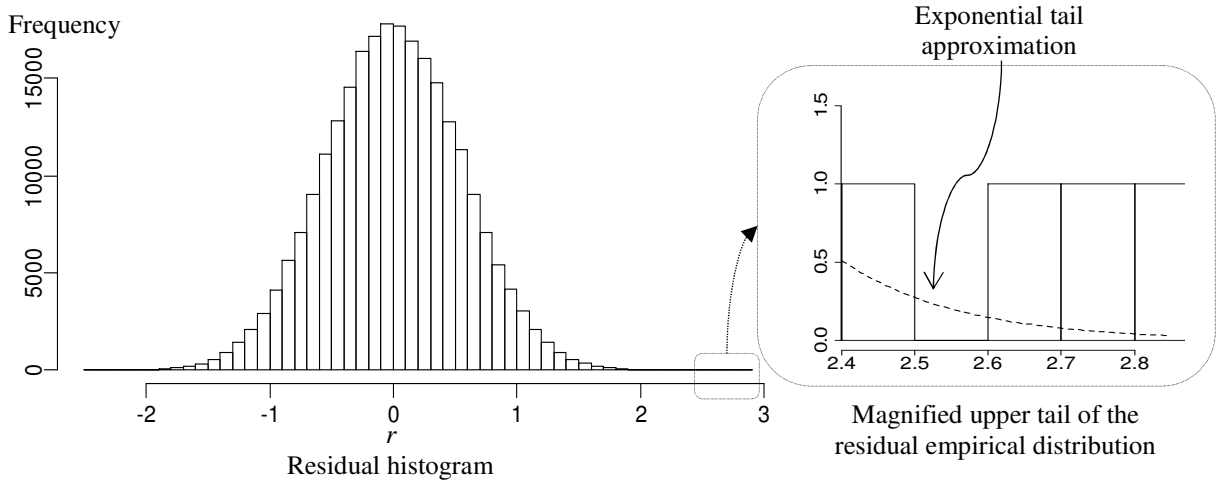 Frequency
15000
10000
5000
0
-2 -1 0 1 2 3
r
Residual histogram
Exponential tail
approximation
1.5
1.0
0.5
0.0
2.4 2.5 2.6 2.7 2.8
Magnified upper tail of the
residual empirical distribution